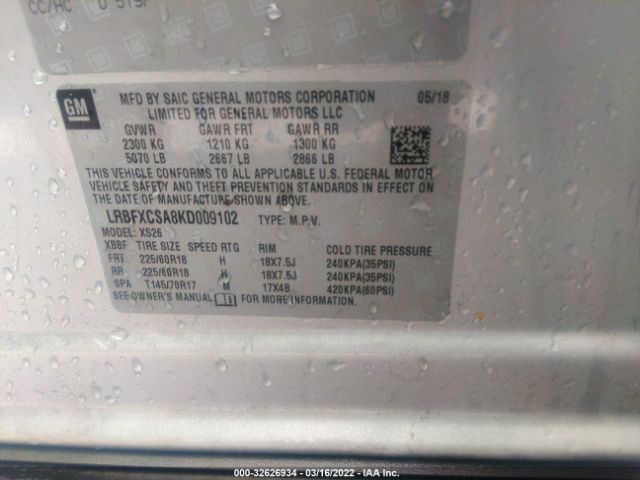 CC/HC
GM
MFD BY SAIC GENERAL MOTORS CORPORATION 05/18
LIMITED FOR GENERAL MOTORS LLC
GVWR GAWR FRT GAWR RR
2300 KG 1210 KG 1300 KG
5070 LB 2667 LB 2866 LB
THIS VEHICLE CONFORMS TO ALL APPLICABLE U.S. FEDERAL MOTOR
VEHICLE SAFETY AND THEFT PREVENTION STANDARDS IN EFFECT ON
THE DATE OF MANUFACTURE SHOWN ABOVE.
LRBFXCSA8KD009102 TYPE: M.P.V.
MODEL: XS26
XBBF TIRE SIZE SPEED RTG RIM COLD TIRE PRESSURE
FRT 225/60R18 H 18X7.5J 240KPA(35PSI)
RR 225/60R18 H 18X7.5J 240KPA(35PSI)
SPA T145/70R17 M 17X4B 420KPA(60PSI)
SEE OWNER'S MANUAL FOR MORE INFORMATION.
000-32626934 - 03/16/2022 - IAA Inc.